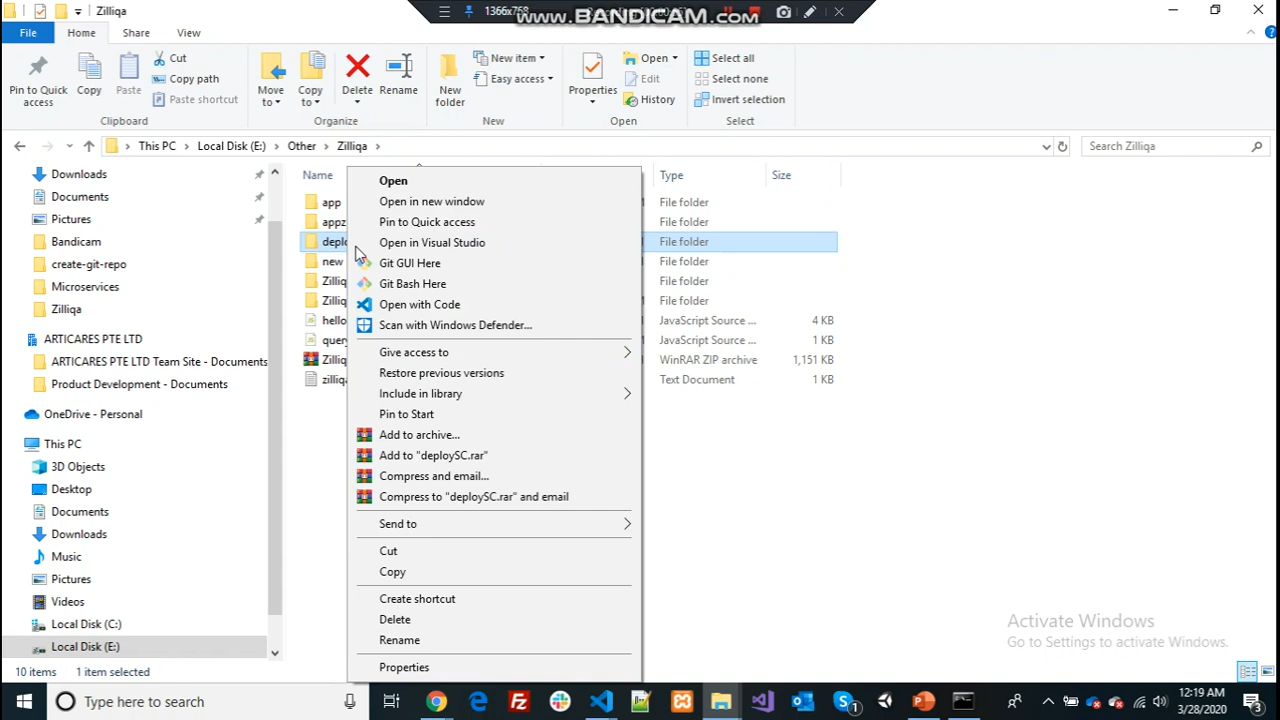 Zilliqa
1366x768
www.BANDICAM.com
File Home Share View
Pin to Quick access
Copy
Paste
Cut
Copy path
Paste shortcut
Clipboard
Move to
Copy to
Delete
Rename
Organize
New folder
New item
Easy access
New
Properties
Open
Edit
History
Open
Select all
Select none
Invert selection
Select
This PC > Local Disk (E:) > Other > Zilliqa >
Search Zilliqa
Downloads
Documents
Pictures
Bandicam
create-git-repo
Microservices
Zilliqa
ARTICARES PTE LTD
ARTICARES PTE LTD Team Site - Documents
Product Development - Documents
OneDrive - Personal
This PC
3D Objects
Desktop
Documents
Downloads
Music
Pictures
Videos
Local Disk (C:)
Local Disk (E:)
Name Type Size
app File folder
appz File folder
deplo File folder
new File folder
Zilliq File folder
Zilliq File folder
hello JavaScript Source ... 4 KB
query JavaScript Source ... 1 KB
Zilliq WinRAR ZIP archive 1,151 KB
zilliqa Text Document 1 KB
Open
Open in new window
Pin to Quick access
Open in Visual Studio
Git GUI Here
Git Bash Here
Open with Code
Scan with Windows Defender...
Give access to
Restore previous versions
Include in library
Pin to Start
Add to archive...
Add to "deploySC.rar"
Compress and email...
Compress to "deploySC.rar" and email
Send to
Cut
Copy
Create shortcut
Delete
Rename
Properties
Activate Windows
Go to Settings to activate Windows.
10 items 1 item selected
Type here to search
12:19 AM
3/28/2020
1
3